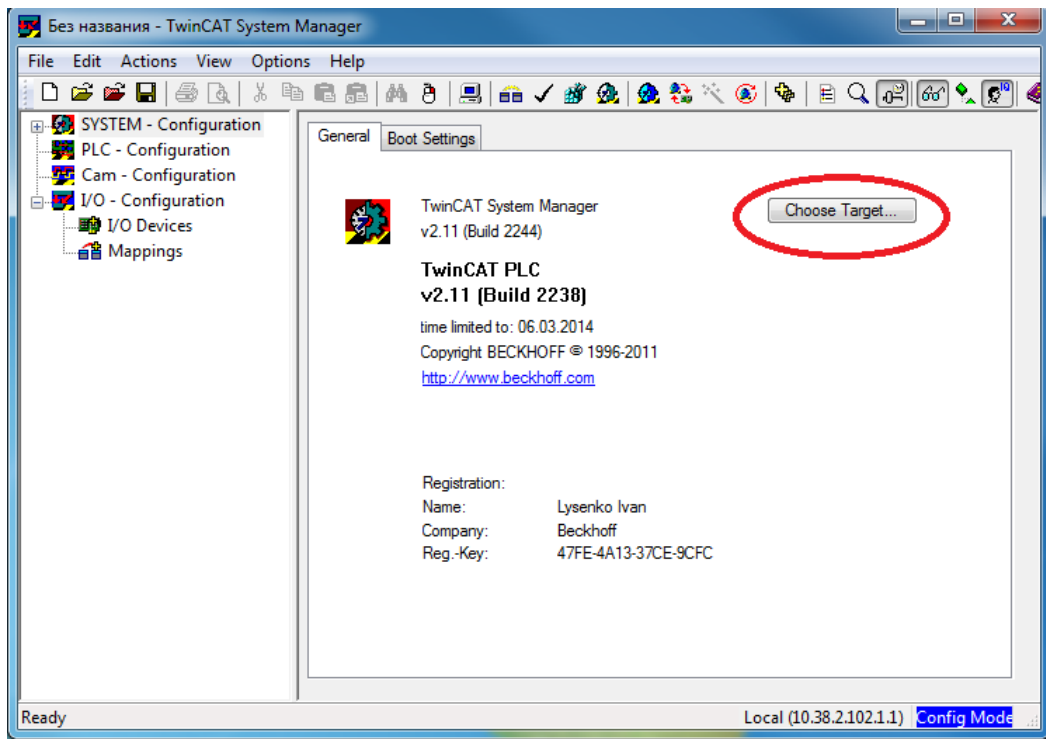 Без названия - TwinCAT System Manager
File Edit Actions View Options Help
SYSTEM - Configuration
PLC - Configuration
Cam - Configuration
I/O - Configuration
I/O Devices
Mappings
General Boot Settings
TwinCAT System Manager
v2.11 (Build 2244)
Choose Target...
TwinCAT PLC
v2.11 (Build 2238)
time limited to: 06.03.2014
Copyright BECKHOFF © 1996-2011
http://www.beckhoff.com
Registration:
Name: Lysenko Ivan
Company: Beckhoff
Reg.-Key: 47FE-4A13-37CE-9CFC
Ready Local (10.38.2.102.1.1) Config Mode